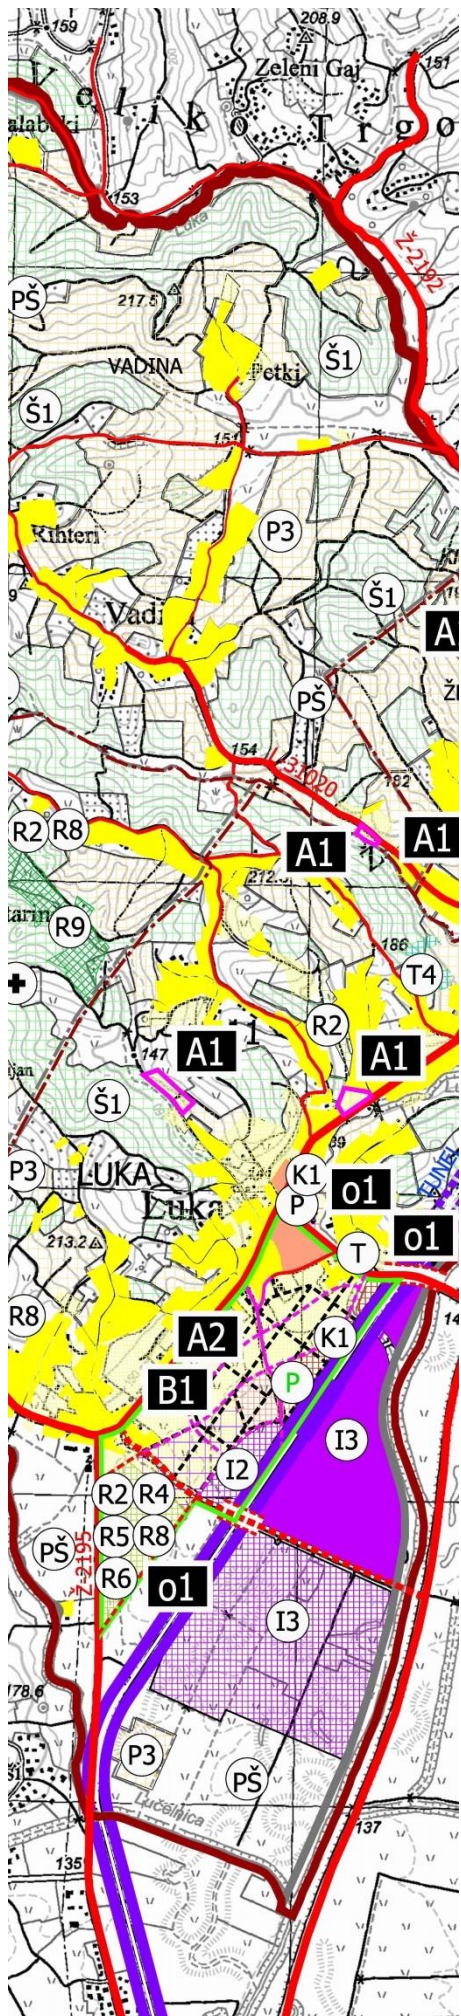 159
208.9
151
Zeleni Gaj
Veliko Trgo
153
Luka
Ž-2192
PŠ
217.5
VADINA
Petki
Š1
Š1
151
Rihteri
P3
Š1
PŠ
154
L-31020
182
R2 R8
A1
A1
212.
186
R9
T4
R2
147
A1
A1
Š1
P3
LUKA
Luka
K1
P
o1
o1
T
213.2
R8
A2
K1
B1
P
I3
I2
R2 R4
PŠ
R5 R8
R6
Ž-2195
o1
I3
178.6
P3
PŠ
Lučelnica
137
135